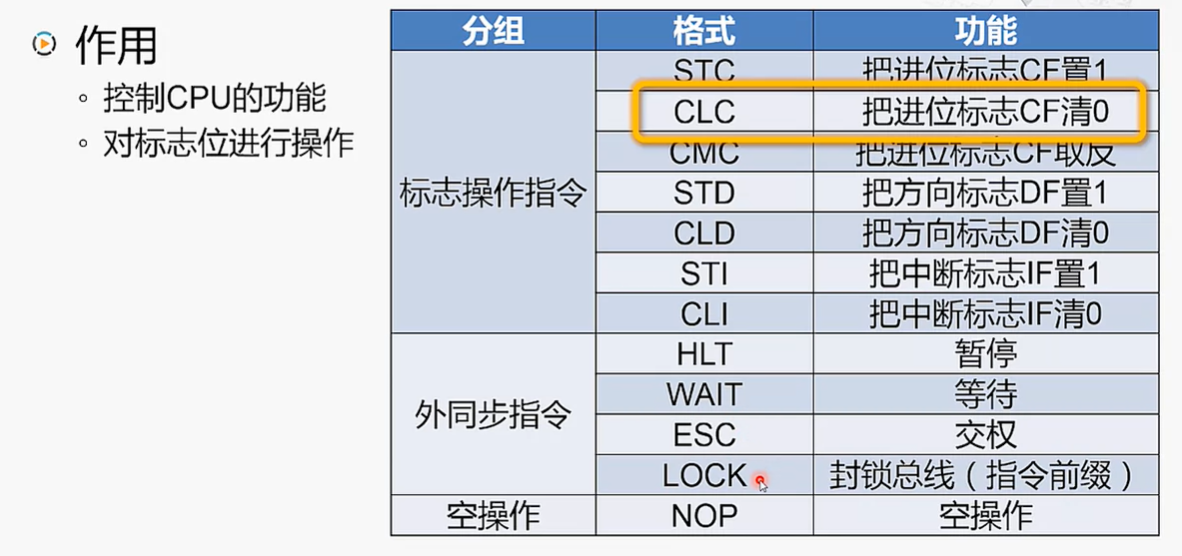 作用
控制CPU的功能
对标志位进行操作
分组 格式 功能
标志操作指令
STC 把进位标志CF置1
CLC 把进位标志CF清0
CMC 把进位标志CF取反
STD 把方向标志DF置1
CLD 把方向标志DF清0
STI 把中断标志IF置1
CLI 把中断标志IF清0
外同步指令
HLT 暂停
WAIT 等待
ESC 交权
LOCK 封锁总线（指令前缀）
空操作 NOP 空操作